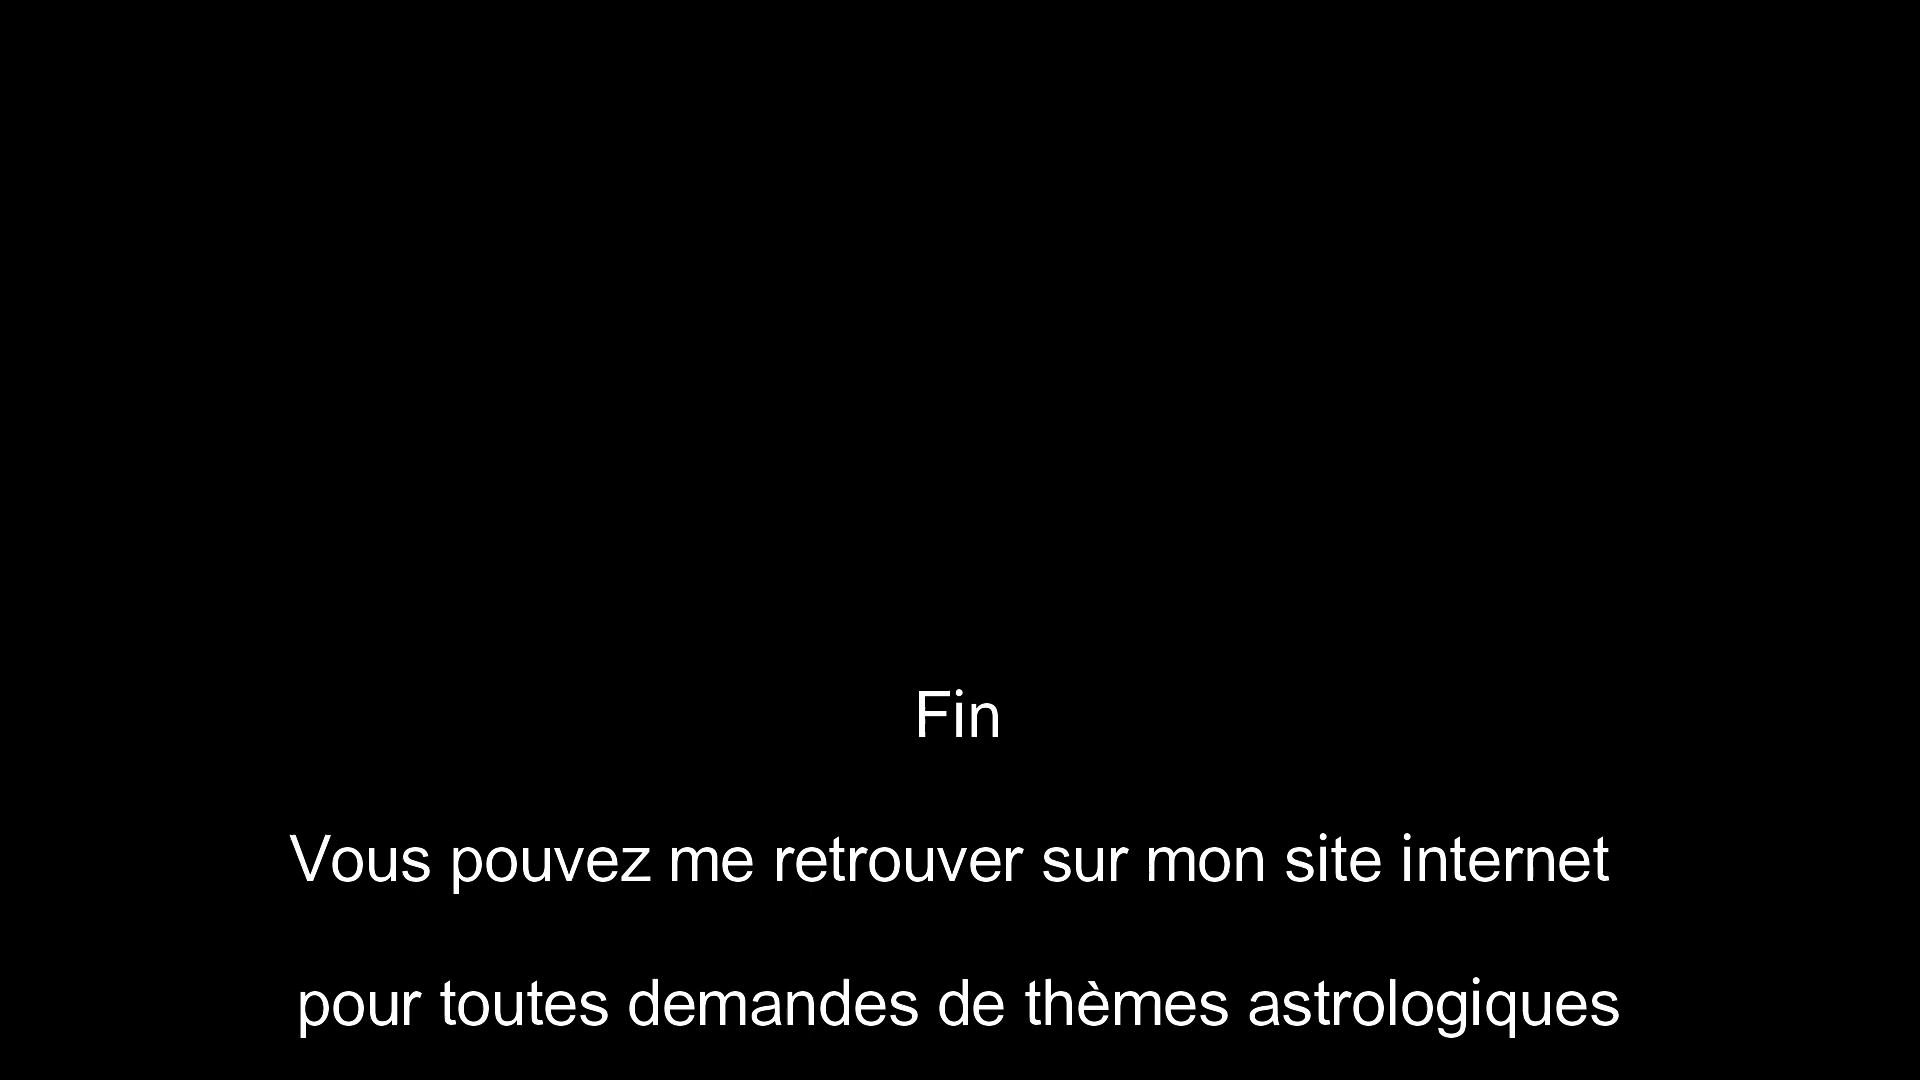 Fin
Vous pouvez me retrouver sur mon site internet
pour toutes demandes de thèmes astrologiques